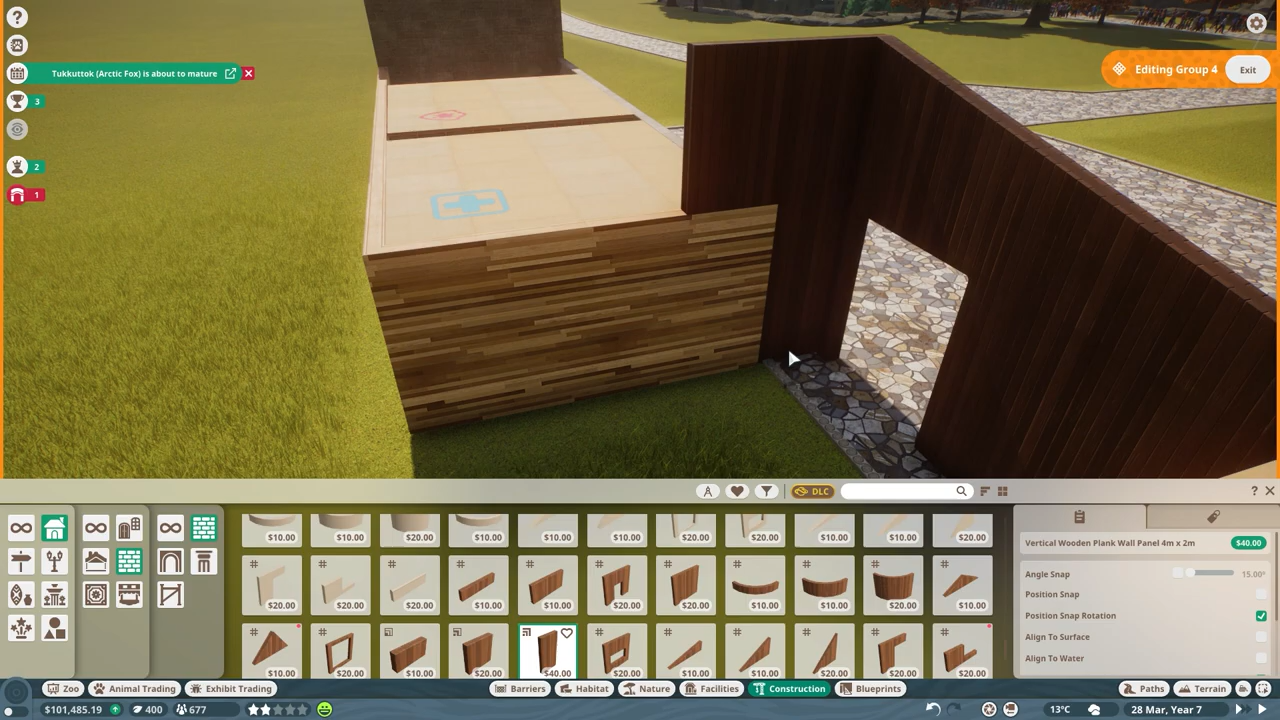 ?
Tukkuttok (Arctic Fox) is about to mature
3
2
1
Editing Group 4
Exit
DLC
?
$10.00 $10.00 $10.00 $10.00 $10.00 $10.00 $20.00 $20.00 $10.00 $20.00 $20.00
$20.00 $20.00 $20.00 $10.00 $10.00 $20.00 $20.00 $10.00 $10.00 $20.00 $10.00
$10.00 $20.00 $10.00 $20.00 $40.00 $20.00 $10.00 $10.00 $20.00 $20.00 $20.00
Vertical Wooden Plank Wall Panel 4m x 2m
$40.00
Angle Snap
15.00°
Position Snap
Position Snap Rotation
Align To Surface
Align To Water
Zoo
Animal Trading
Exhibit Trading
Barriers
Habitat
Nature
Facilities
Construction
Blueprints
Paths
Terrain
$101,485.19
400
677
13°C
28 Mar, Year 7